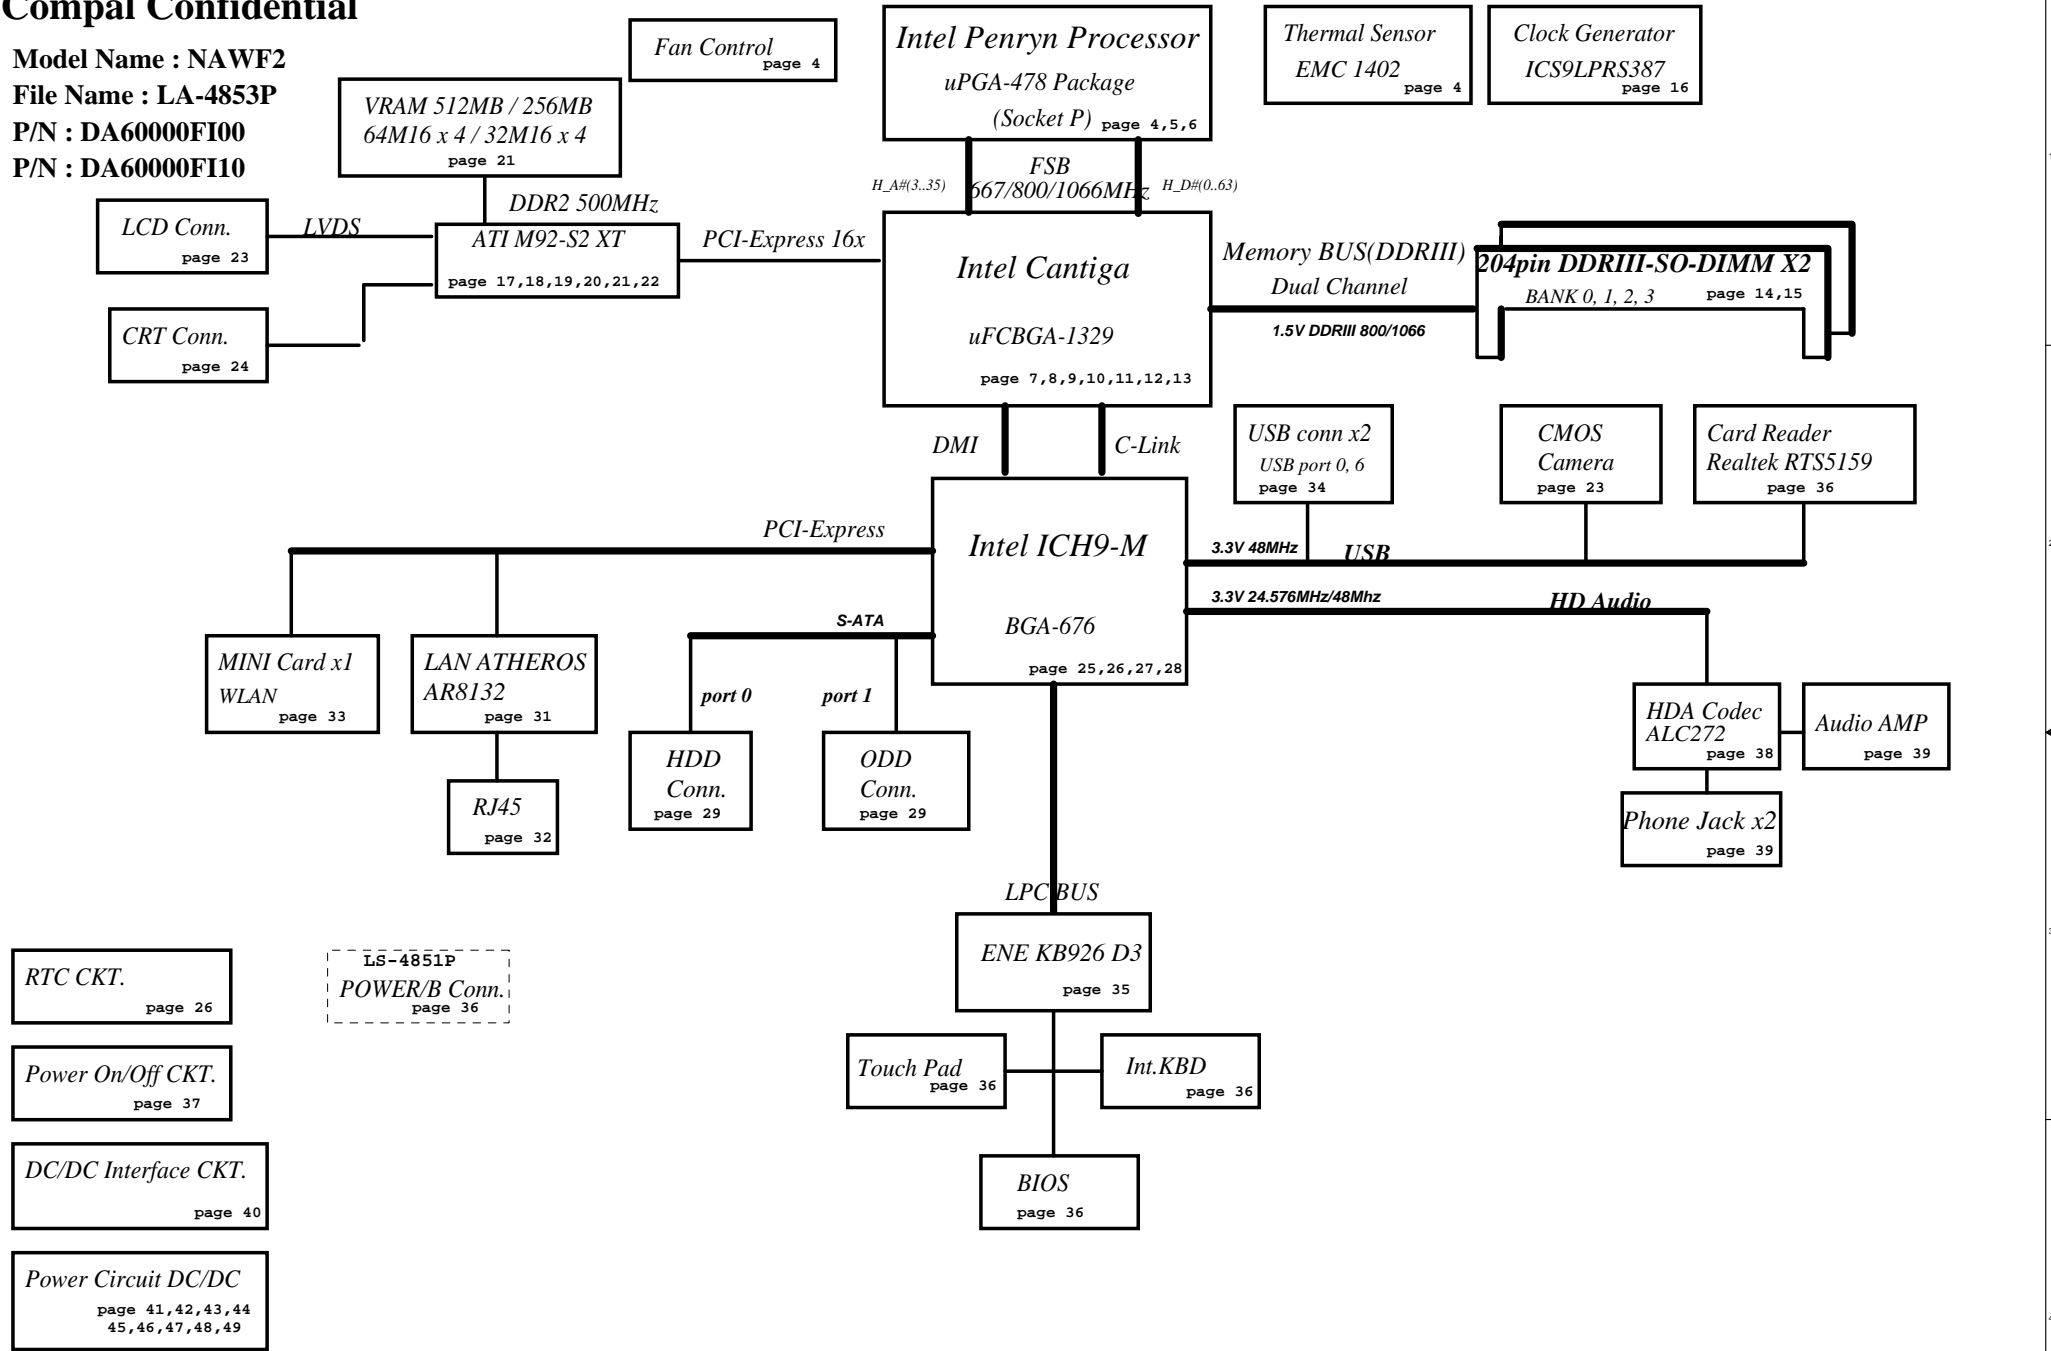 Compal Confidential
Model Name : NAWF2
File Name : LA-4853P
P/N : DA60000FI00
P/N : DA60000FI10
Fan Control
page 4
VRAM 512MB / 256MB
64M16 x 4 / 32M16 x 4
page 21
Intel Penryn Processor
uPGA-478 Package
(Socket P)
page 4,5,6
Thermal Sensor
EMC 1402
page 4
Clock Generator
ICS9LPRS387
page 16
H_A#(3..35)
FSB
667/800/1066MHz
H_D#(0..63)
DDR2 500MHz
LCD Conn.
page 23
LVDS
ATI M92-S2 XT
page 17,18,19,20,21,22
PCI-Express 16x
CRT Conn.
page 24
Intel Cantiga
uFCBGA-1329
page 7,8,9,10,11,12,13
Memory BUS(DDRIII)
Dual Channel
1.5V DDRIII 800/1066
204pin DDRIII-SO-DIMM X2
BANK 0, 1, 2, 3
page 14,15
DMI
C-Link
USB conn x2
USB port 0, 6
page 34
CMOS
Camera
page 23
Card Reader
Realtek RTS5159
page 36
PCI-Express
Intel ICH9-M
BGA-676
page 25,26,27,28
3.3V 48MHz
USB
3.3V 24.576MHz/48Mhz
HD Audio
S-ATA
MINI Card x1
WLAN
page 33
LAN ATHEROS
AR8132
page 31
port 0
port 1
RJ45
page 32
HDD
Conn.
page 29
ODD
Conn.
page 29
HDA Codec
ALC272
page 38
Audio AMP
page 39
Phone Jack x2
page 39
LPC BUS
ENE KB926 D3
page 35
Touch Pad
page 36
Int.KBD
page 36
BIOS
page 36
RTC CKT.
page 26
LS-4851P
POWER/B Conn.
page 36
Power On/Off CKT.
page 37
DC/DC Interface CKT.
page 40
Power Circuit DC/DC
page 41,42,43,44
45,46,47,48,49